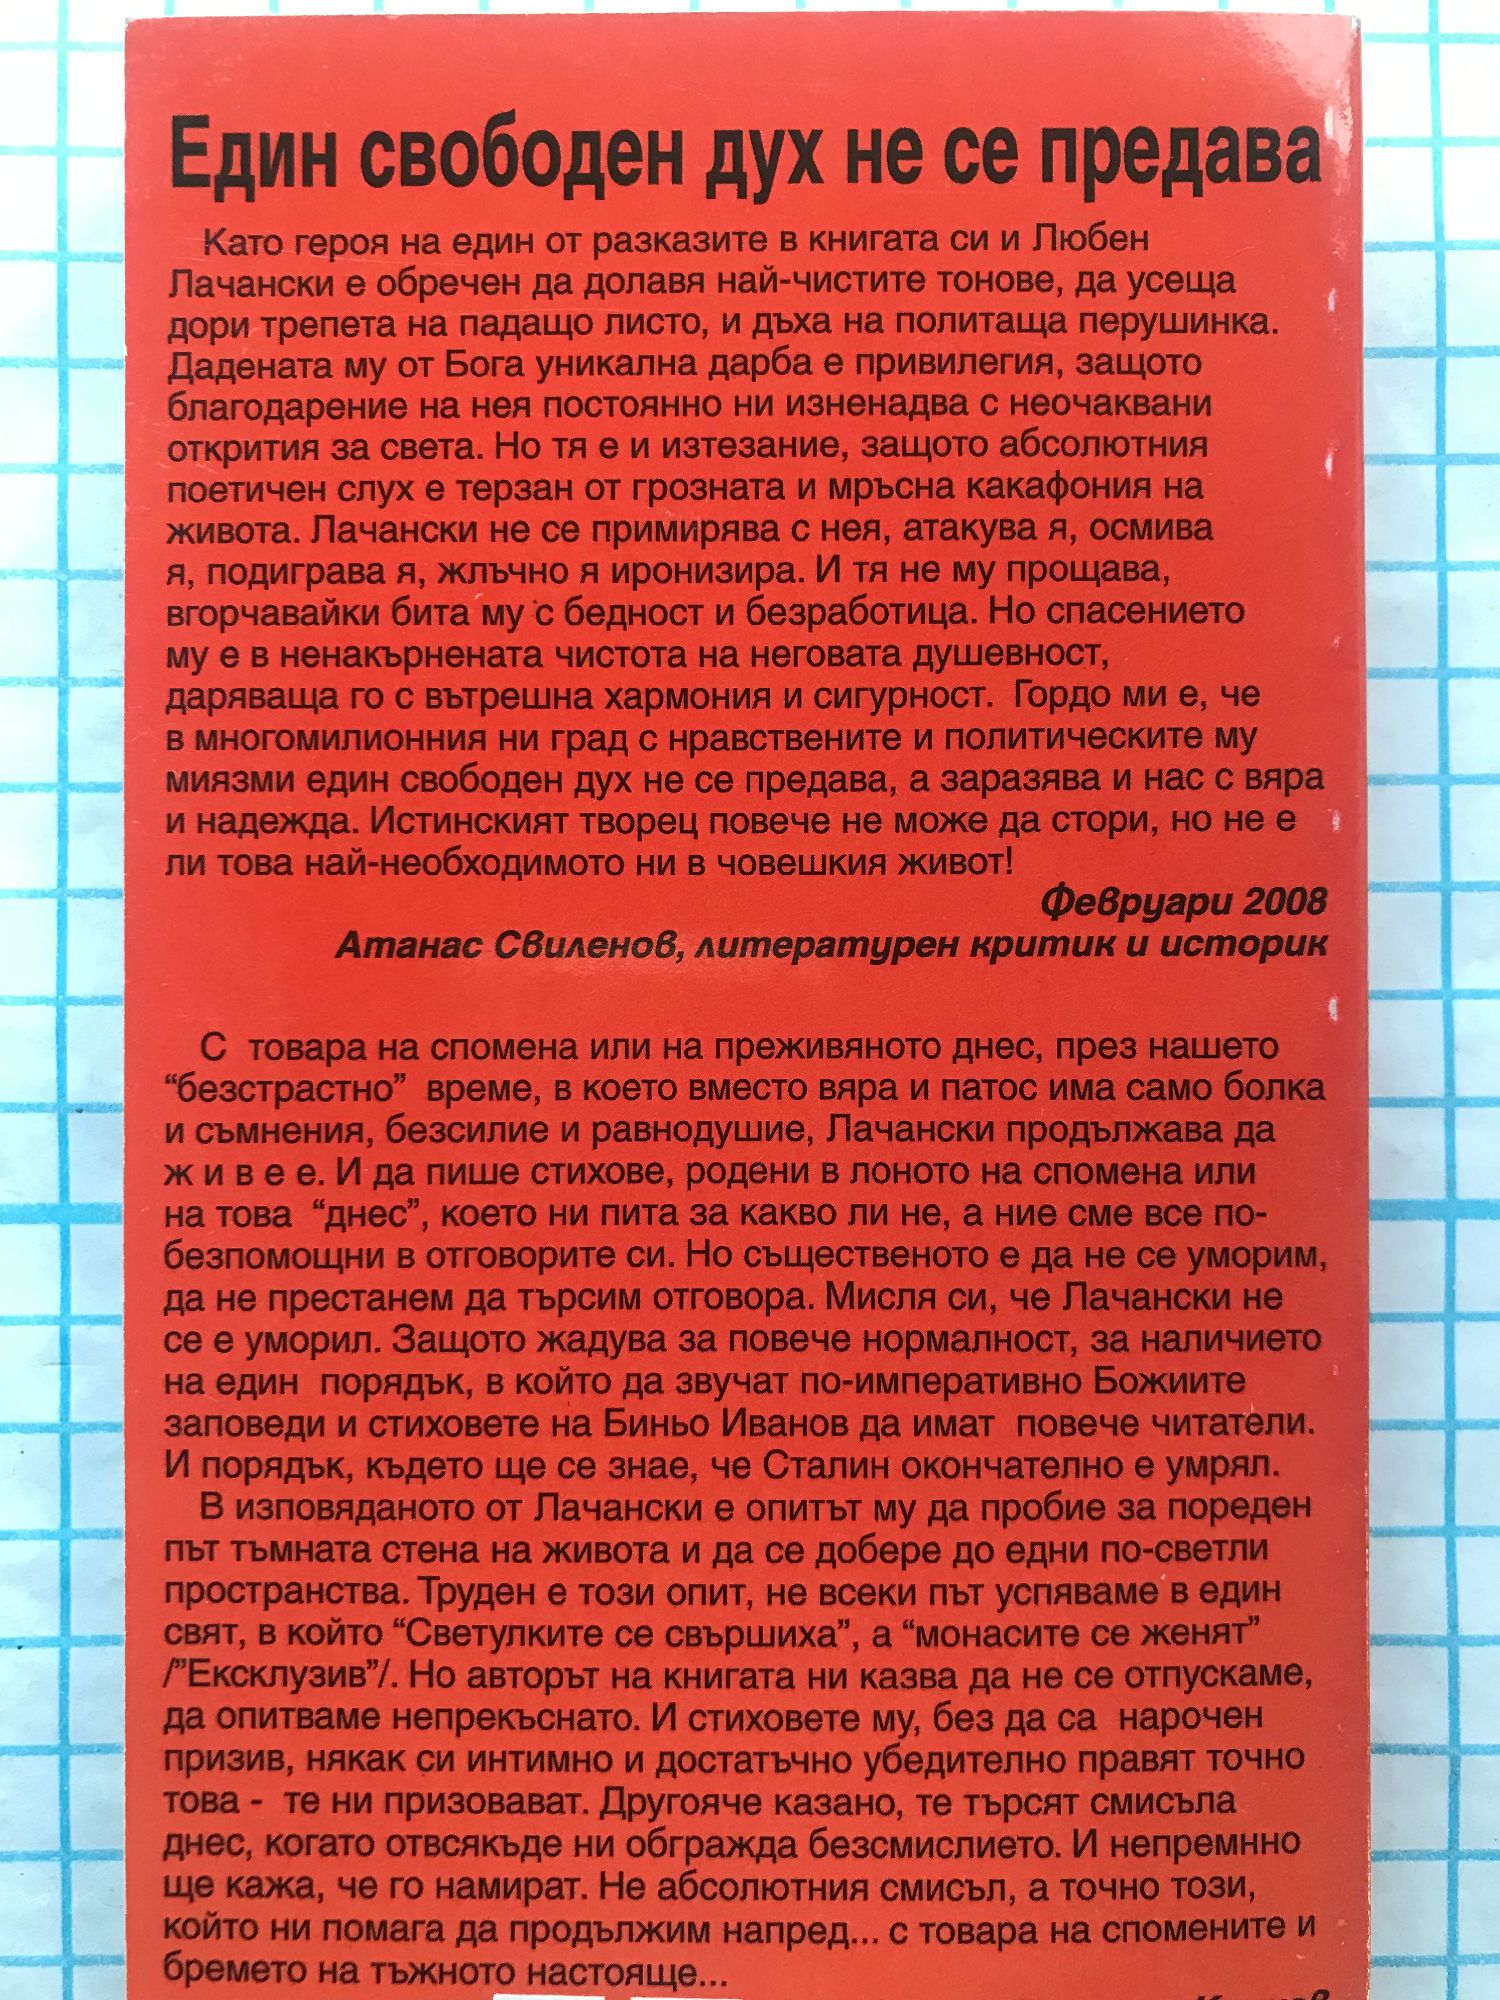 Един свободен дух не се предава
Като героя на един от разказите в книгата си и Любен
Лачански е обречен да долавя най-чистите тонове, да усеща
дори трепета на падащо листо, и дъха на политаща перушинка.
Дадената му от Бога уникална дарба е привилегия, защото
благодарение на нея постоянно ни изненадва с неочаквани
открития за света. Но тя е и изтезание, защото абсолютния
поетичен слух е терзан от грозната и мръсна какафония на
живота. Лачански не се примирява с нея, атакува я, осмива
я, подиграва я, жлъчно я иронизира. И тя не му прощава,
вгорчавайки бита му с бедност и безработица. Но спасението
му е в ненакърнената чистота на неговата душевност,
даряваща го с вътрешна хармония и сигурност. Гордо ми е, че
в многомилионния ни град с нравствените и политическите му
миязми един свободен дух не се предава, а заразява и нас с вяра
и надежда. Истинският творец повече не може да стори, но не е
ли това най-необходимото ни в човешкия живот!
Февруари 2008
Атанас Свиленов, литературен критик и историк
С товара на спомена или на преживяното днес, през нашето
“безстрастно” време, в което вместо вяра и патос има само болка
и съмнения, безсилие и равнодушие, Лачански продължава да
ж и в е е. И да пише стихове, родени в лоното на спомена или
на това “днес”, което ни пита за какво ли не, а ние сме все по-
безпомощни в отговорите си. Но същественото е да не се уморим,
да не престанем да търсим отговора. Мисля си, че Лачански не
се е уморил. Защото жадува за повече нормалност, за наличието
на един порядък, в който да звучат по-императивно Божиите
заповеди и стиховете на Биньо Иванов да имат повече читатели.
И порядък, където ще се знае, че Сталин окончателно е умрял.
В изповяданото от Лачански е опитът му да пробие за пореден
път тъмната стена на живота и да се добере до едни по-светли
пространства. Труден е този опит, не всеки път успяваме в един
свят, в който “Светулките се свършиха”, а “монасите се женят”
/”Ексклузив”/. Но авторът на книгата ни казва да не се отпускаме,
да опитваме непрекъснато. И стиховете му, без да са нарочен
призив, някак си интимно и достатъчно убедително правят точно
това - те ни призовават. Другояче казано, те търсят смисъла
днес, когато отвсякъде ни обгражда безсмислието. И непремнно
ще кажа, че го намират. Не абсолютния смисъл, а точно този,
който ни помага да продължим напред... с товара на спомените и
бремето на тъжното настояще...